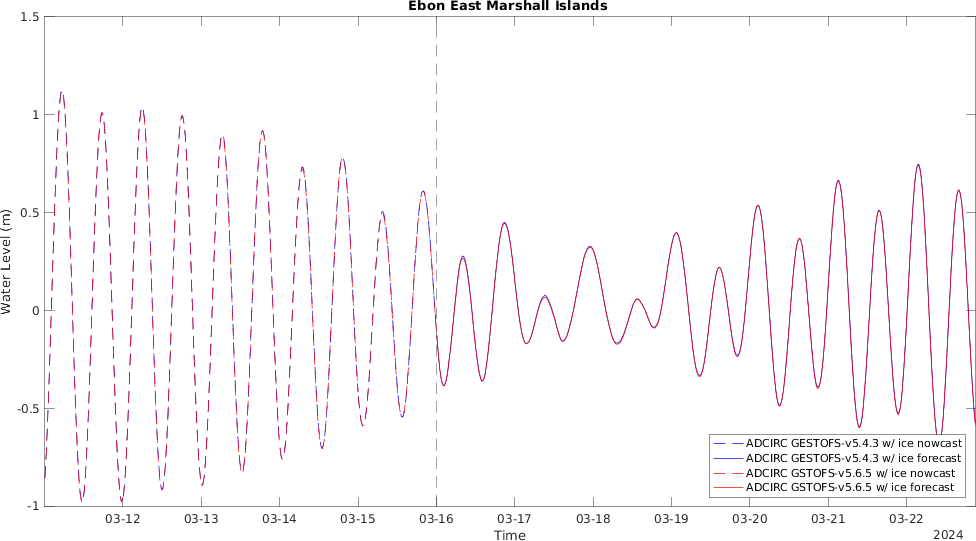 Ebon East Marshall Islands
1.5
1
0.5
0
-0.5
-1
Water Level (m)
ADCIRC GESTOFS-v5.4.3 w/ ice nowcast
ADCIRC GESTOFS-v5.4.3 w/ ice forecast
ADCIRC GSTOFS-v5.6.5 w/ ice nowcast
ADCIRC GSTOFS-v5.6.5 w/ ice forecast
03-12 03-13 03-14 03-15 03-16 03-17 03-18 03-19 03-20 03-21 03-22
Time
2024